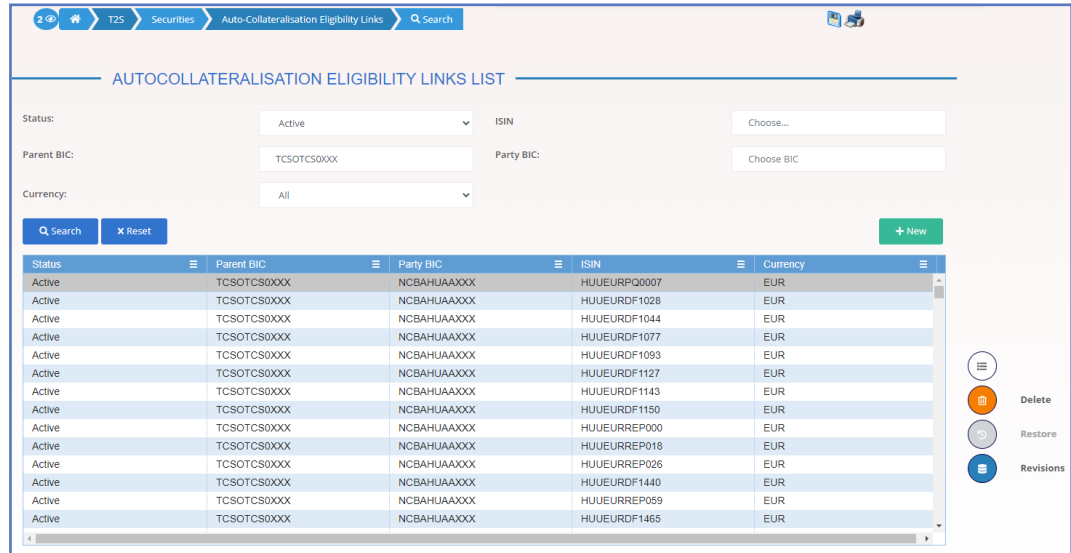 2 T2S Securities Auto-Collateralisation Eligibility Links Search
AUTOCOLLATERALISATION ELIGIBILITY LINKS LIST
Status: Active ISIN Choose...
Parent BIC: TCSOTCS0XXX Party BIC: Choose BIC
Currency: All
Search Reset New
Status Parent BIC Party BIC ISIN Currency
Active TCSOTCS0XXX NCBAHUAAXXX HUUEURPQ0007 EUR
Active TCSOTCS0XXX NCBAHUAAXXX HUUEURDF1028 EUR
Active TCSOTCS0XXX NCBAHUAAXXX HUUEURDF1044 EUR
Active TCSOTCS0XXX NCBAHUAAXXX HUUEURDF1077 EUR
Active TCSOTCS0XXX NCBAHUAAXXX HUUEURDF1093 EUR
Active TCSOTCS0XXX NCBAHUAAXXX HUUEURDF1127 EUR
Active TCSOTCS0XXX NCBAHUAAXXX HUUEURDF1143 EUR
Active TCSOTCS0XXX NCBAHUAAXXX HUUEURDF1150 EUR
Active TCSOTCS0XXX NCBAHUAAXXX HUUEURREP000 EUR
Active TCSOTCS0XXX NCBAHUAAXXX HUUEURREP018 EUR
Active TCSOTCS0XXX NCBAHUAAXXX HUUEURREP026 EUR
Active TCSOTCS0XXX NCBAHUAAXXX HUUEURDF1440 EUR
Active TCSOTCS0XXX NCBAHUAAXXX HUUEURREP059 EUR
Active TCSOTCS0XXX NCBAHUAAXXX HUUEURDF1465 EUR
Delete
Restore
Revisions